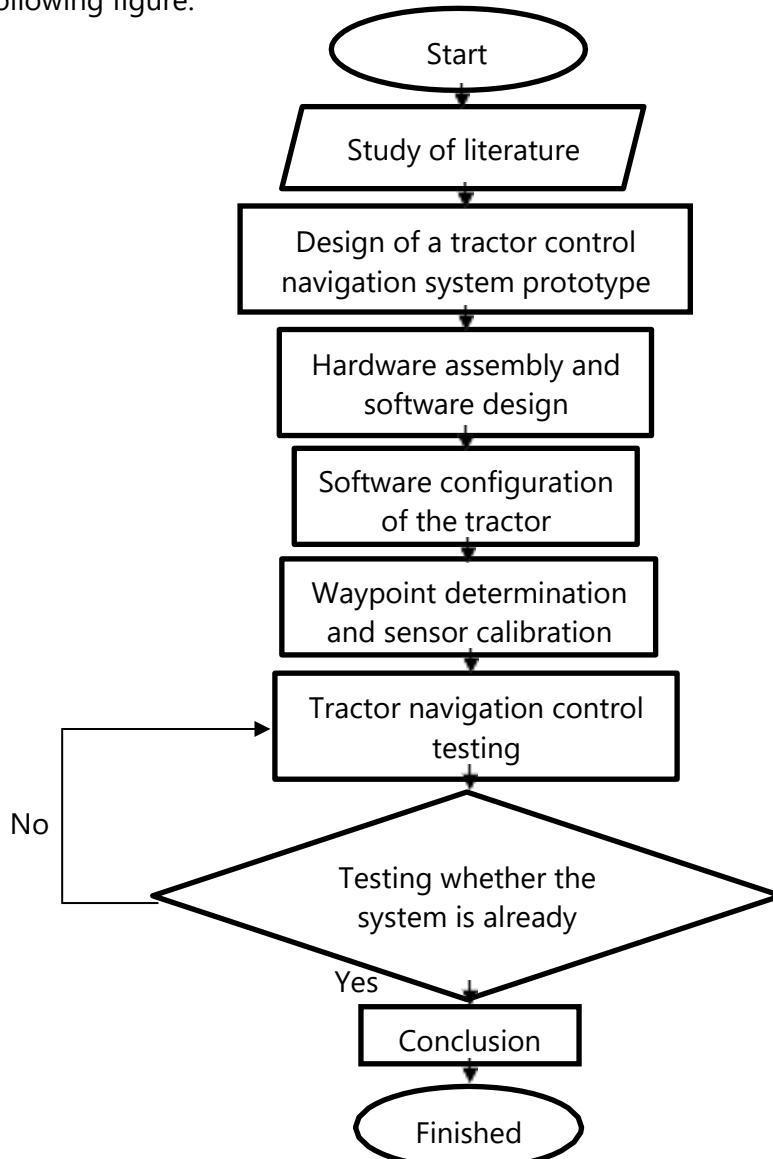 ollowing figure.
Start
Study of literature
Design of a tractor control
navigation system prototype
Hardware assembly and
software design
Software configuration
of the tractor
Waypoint determination
and sensor calibration
Tractor navigation control
testing
No
Testing whether the
system is already
Yes
Conclusion
Finished